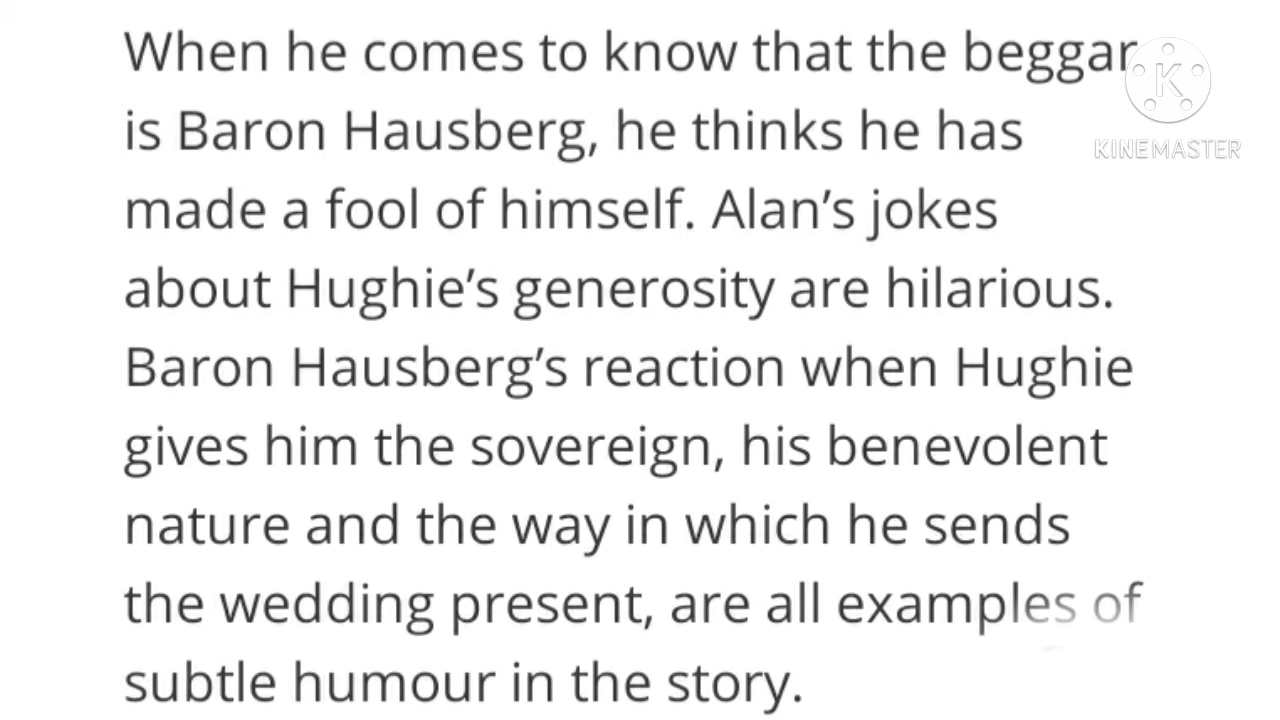 When he comes to know that the beggar
is Baron Hausberg, he thinks he has
made a fool of himself. Alan’s jokes
about Hughie’s generosity are hilarious.
Baron Hausberg’s reaction when Hughie
gives him the sovereign, his benevolent
nature and the way in which he sends
the wedding present, are all examples of
subtle humour in the story.
K
KINEMASTER